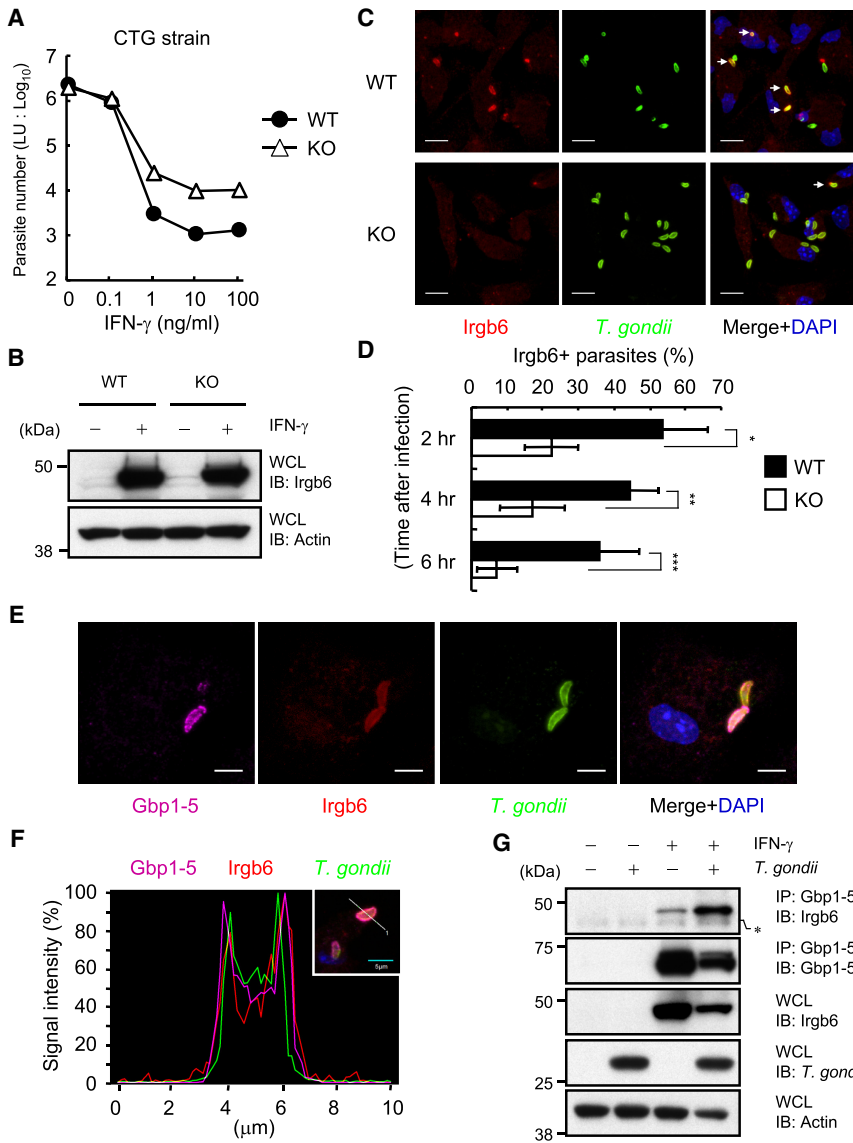 A
CTG strain
Parasite number (LU : Log10)
7
6
5
4
3
2
0
0.1
1
10
100
IFN-γ (ng/ml)
WT
KO
B
WT
KO
(kDa)
– + – +
IFN-γ
50
WCL
IB: Irgb6
38
WCL
IB: Actin
C
WT
KO
Irgb6
T. gondii
Merge+DAPI
D
Irgb6+ parasites (%)
0 10 20 30 40 50 60 70
(Time after infection)
2 hr
*
4 hr
**
6 hr
***
WT
KO
E
Gbp1-5
Irgb6
T. gondii
Merge+DAPI
F
Gbp1-5
Irgb6
T. gondii
Signal intensity (%)
100
80
60
40
20
0
0 2 4 6 8 10
(μm)
1
5μm
G
– – + +
IFN-γ
(kDa)
– + – +
T. gondii
50
IP: Gbp1-5
IB: Irgb6
*
75
IP: Gbp1-5
IB: Gbp1-5
50
WCL
IB: Irgb6
25
WCL
IB: T. gond
38
WCL
IB: Actin